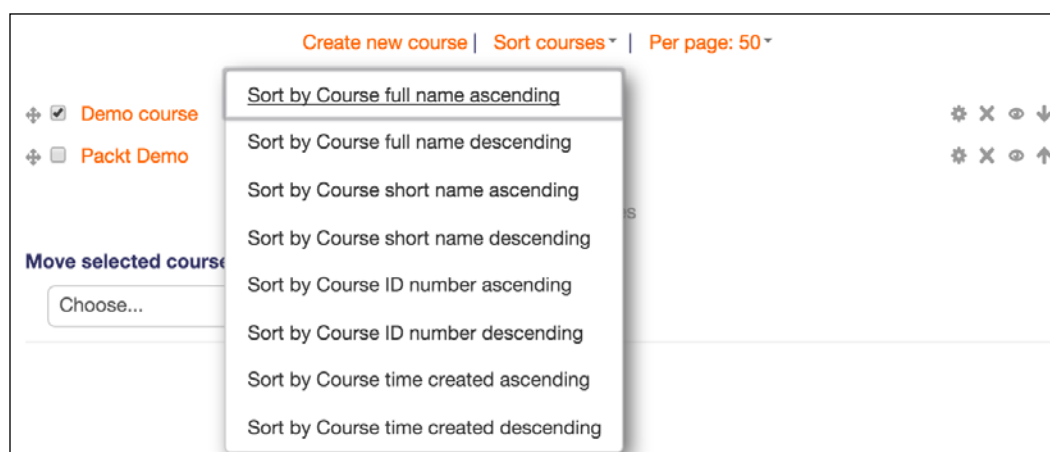 Create new course | Sort courses | Per page: 50
Sort by Course full name ascending
Demo course
Sort by Course full name descending
Packt Demo
Sort by Course short name ascending
Sort by Course short name descending
Move selected course
Sort by Course ID number ascending
Choose...
Sort by Course ID number descending
Sort by Course time created ascending
Sort by Course time created descending